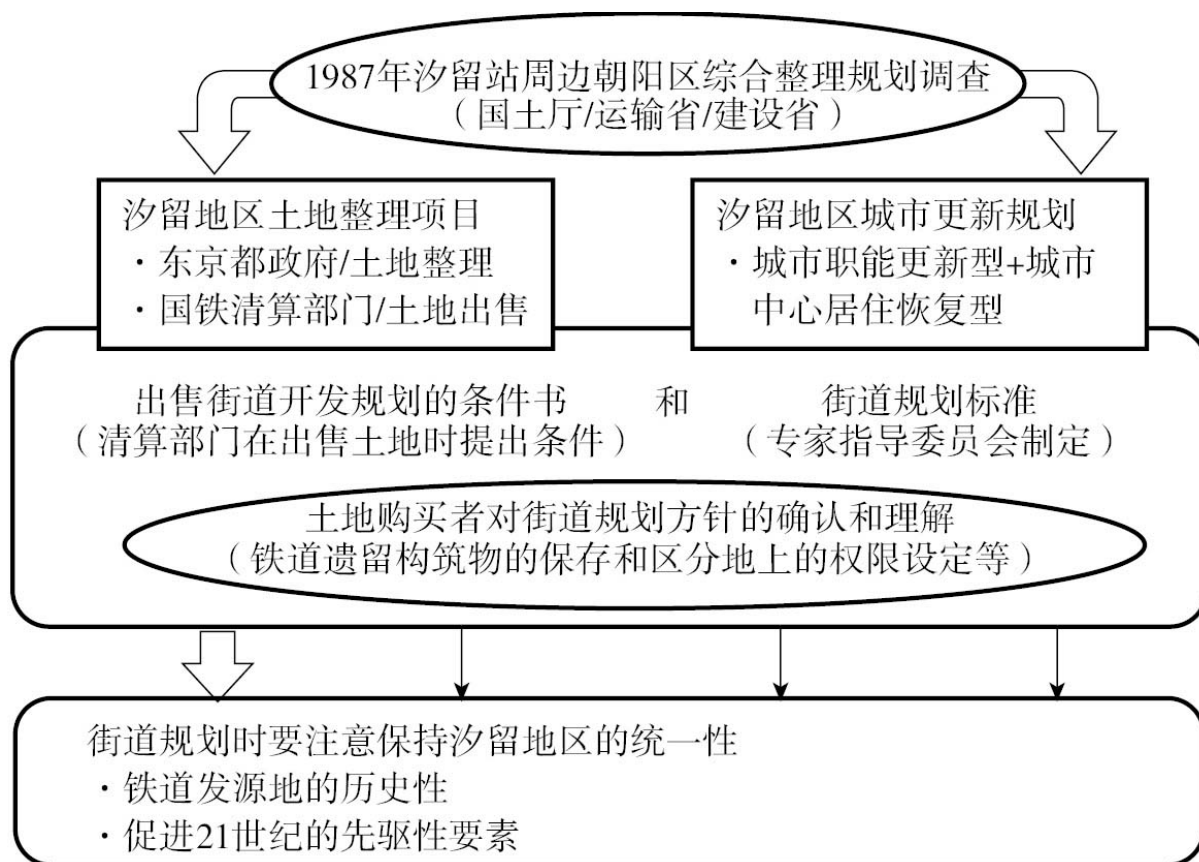 1987年汐留站周边朝阳区综合整理规划调查
（国土厅/运输省/建设省）
汐留地区土地整理项目
·东京都政府/土地整理
·国铁清算部门/土地出售
汐留地区城市更新规划
·城市职能更新型+城市
中心居住恢复型
出售街道开发规划的条件书 和 街道规划标准
（清算部门在出售土地时提出条件） （专家指导委员会制定）
土地购买者对街道规划方针的确认和理解
（铁道遗留构筑物的保存和区分地上的权限设定等）
街道规划时要注意保持汐留地区的统一性
·铁道发源地的历史性
·促进21世纪的先驱性要素